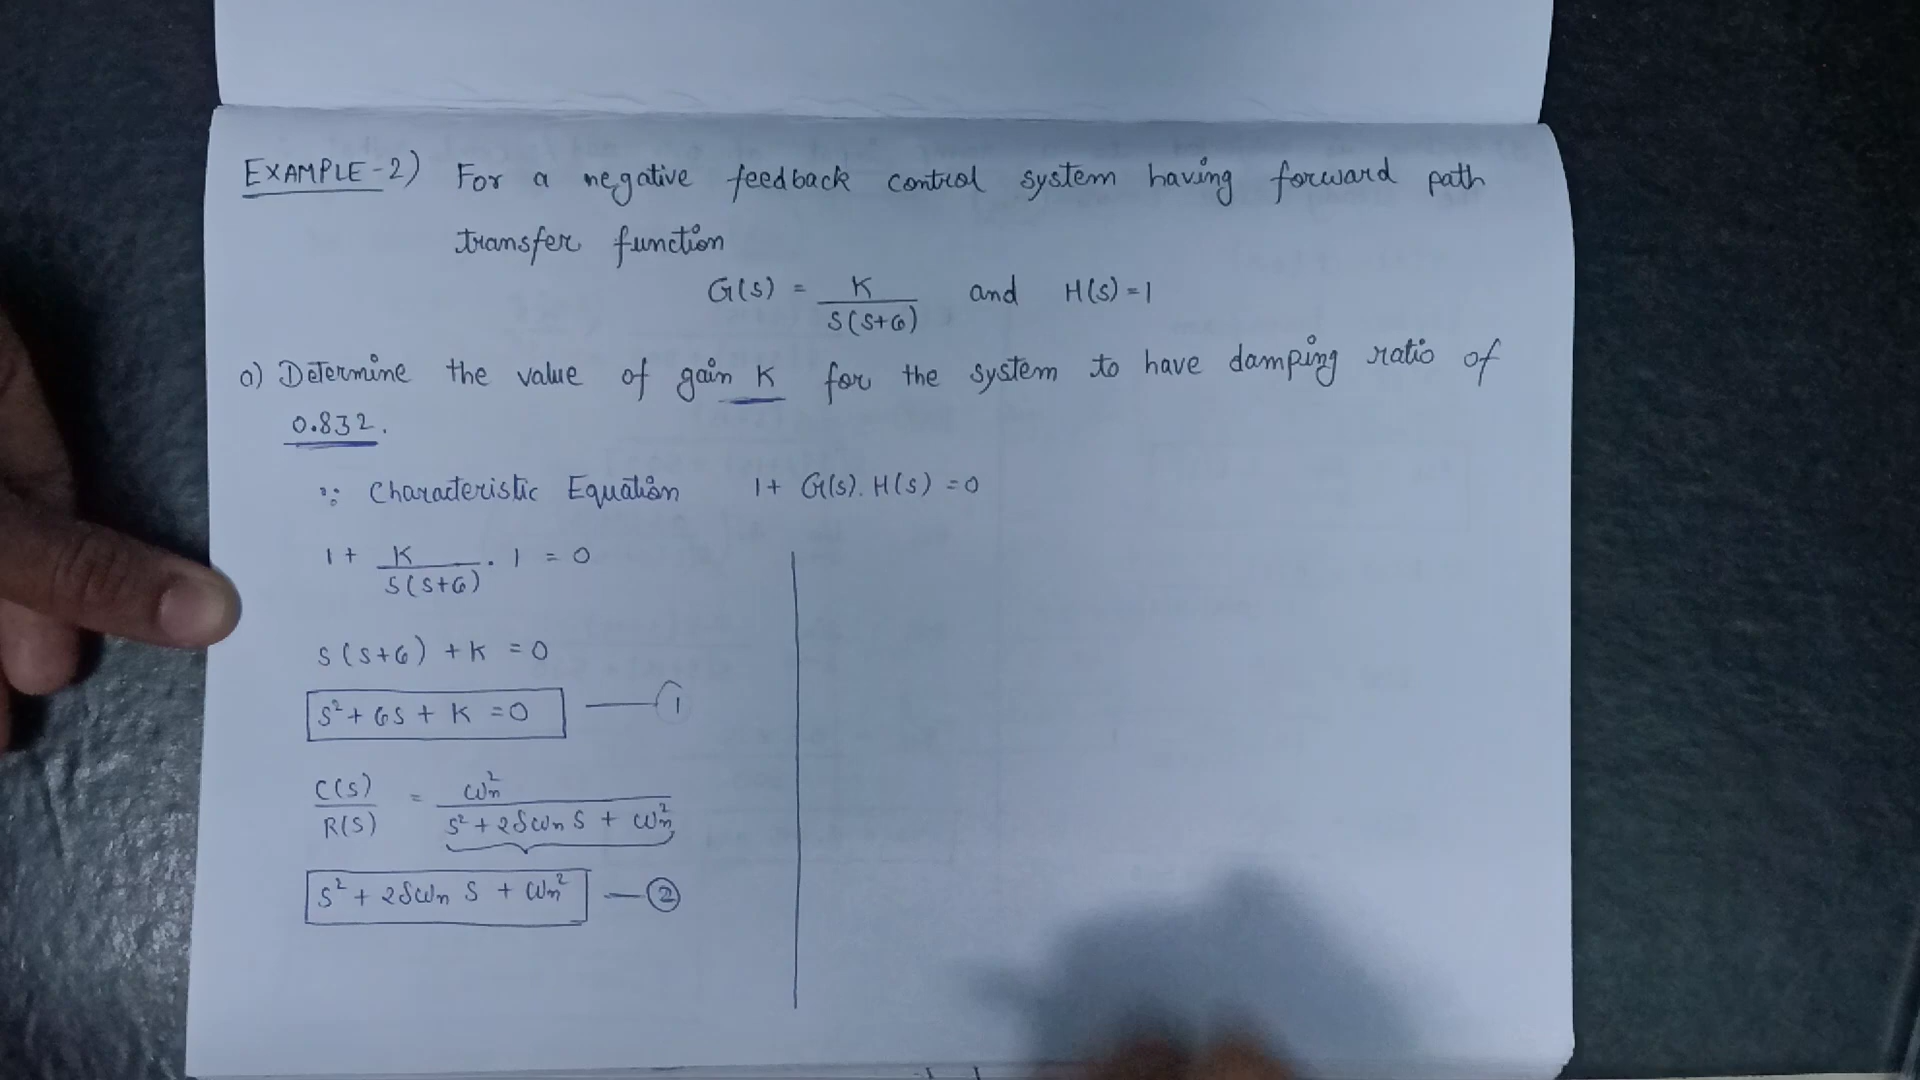 EXAMPLE-2) For a negative feedback control system having forward path
transfer function
G(s) = K / S(S+6) and H(s)=1
a) Determine the value of gain K for the system to have damping ratio of
0.832.
∵ Characteristic Equation 1+ G(s). H(s) =0
1 + K / S(S+6) . 1 = 0
S(S+6) +K = 0
S² + 6S + K = 0 — 1
C(S) / R(S) = ωn² / S² + 2δωn S + ωn²
S² + 2δωn S + ωn² — 2